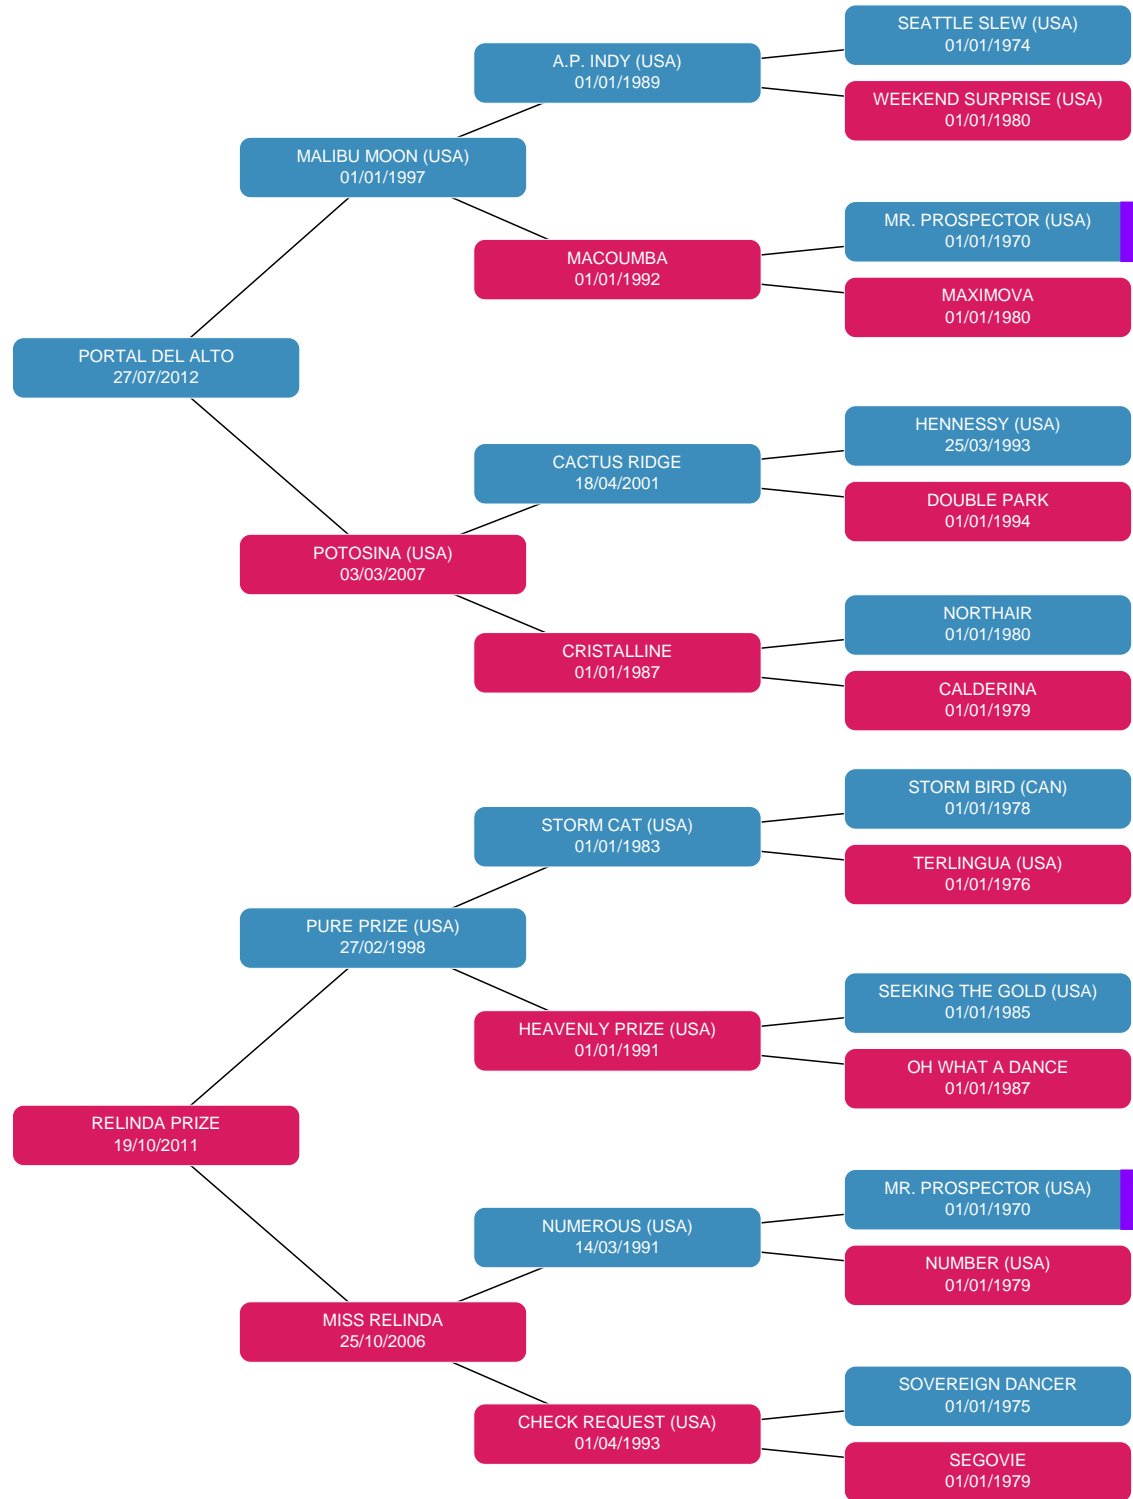 SEATTLE SLEW (USA)
01/01/1974
A.P. INDY (USA)
01/01/1989
WEEKEND SURPRISE (USA)
01/01/1980
MALIBU MOON (USA)
01/01/1997
MR. PROSPECTOR (USA)
01/01/1970
MACOUMBA
01/01/1992
MAXIMOVA
01/01/1980
PORTAL DEL ALTO
27/07/2012
HENNESSY (USA)
25/03/1993
CACTUS RIDGE
18/04/2001
DOUBLE PARK
01/01/1994
POTOSINA (USA)
03/03/2007
NORTHAIR
01/01/1980
CRISTALLINE
01/01/1987
CALDERINA
01/01/1979
STORM BIRD (CAN)
01/01/1978
STORM CAT (USA)
01/01/1983
TERLINGUA (USA)
01/01/1976
PURE PRIZE (USA)
27/02/1998
SEEKING THE GOLD (USA)
01/01/1985
HEAVENLY PRIZE (USA)
01/01/1991
OH WHAT A DANCE
01/01/1987
RELINDA PRIZE
19/10/2011
MR. PROSPECTOR (USA)
01/01/1970
NUMEROUS (USA)
14/03/1991
NUMBER (USA)
01/01/1979
MISS RELINDA
25/10/2006
SOVEREIGN DANCER
01/01/1975
CHECK REQUEST (USA)
01/04/1993
SEGOVIE
01/01/1979